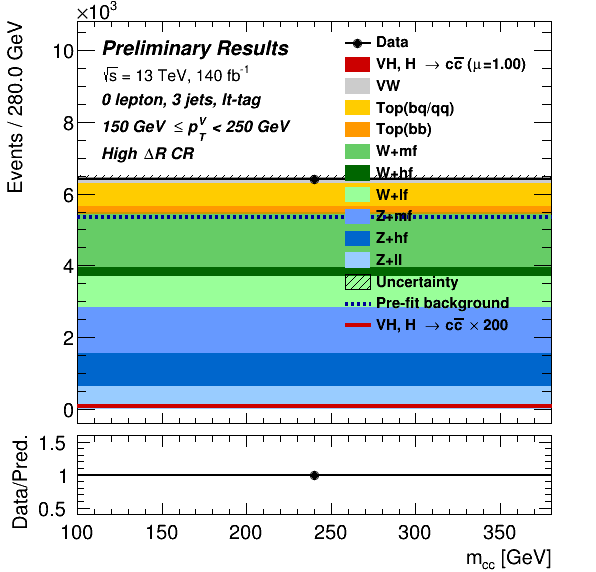 ×10³
10
8
6
4
2
0
Events / 280.0 GeV
Preliminary Results
√s = 13 TeV, 140 fb⁻¹
0 lepton, 3 jets, lt-tag
150 GeV ≤ p_T^V < 250 GeV
High ΔR CR
Data
VH, H → cc̅ (μ=1.00)
VW
Top(bq/qq)
Top(bb)
W+mf
W+hf
W+lf
Z+mf
Z+hf
Z+ll
Uncertainty
Pre-fit background
VH, H → cc̅ × 200
Data/Pred.
1.5
1
0.5
100 150 200 250 300 350
m_cc [GeV]